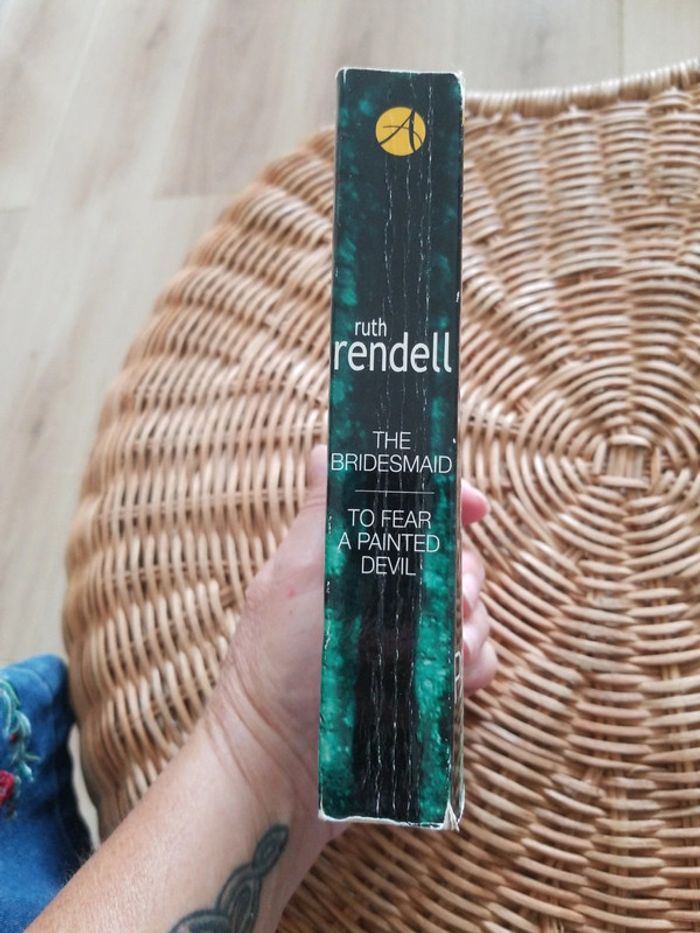 A
ruth
rendell
THE
BRIDESMAID
TO FEAR
A PAINTED
DEVIL